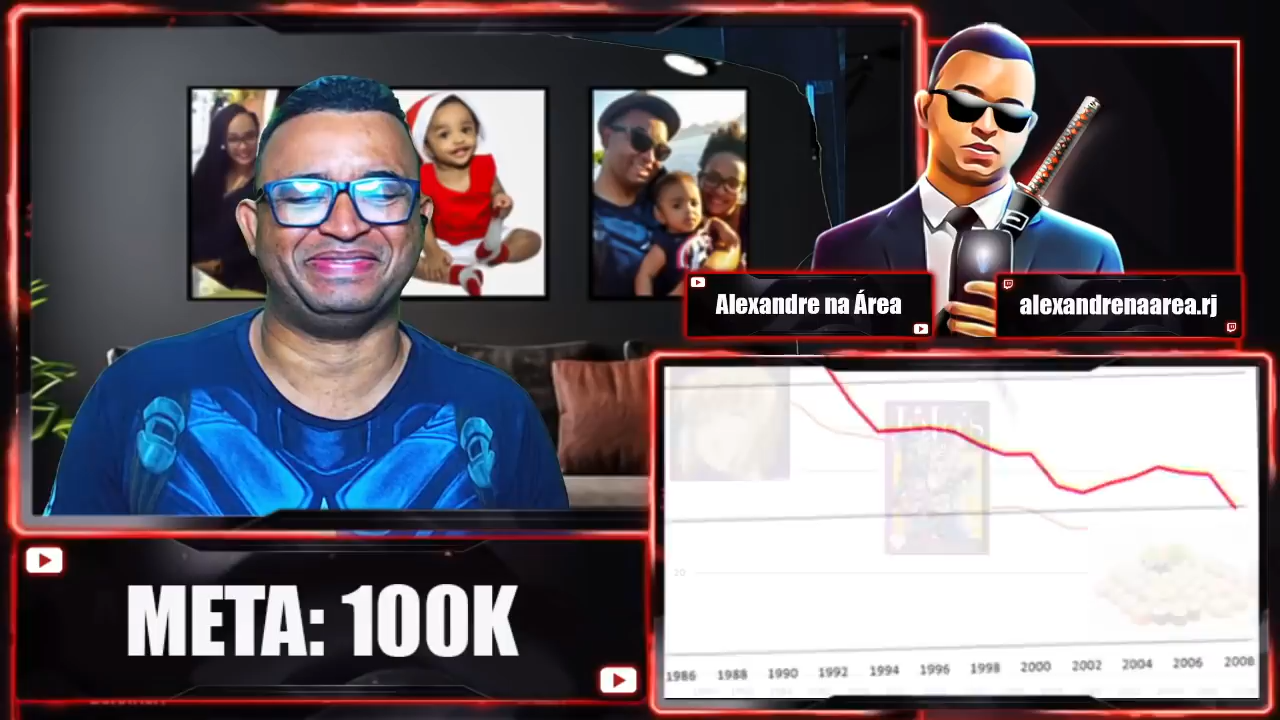 Alexandre na Área
alexandrenaarea.rj
META: 100K
20
1986 1988 1990 1992 1994 1996 1998 2000 2002 2004 2006 2008